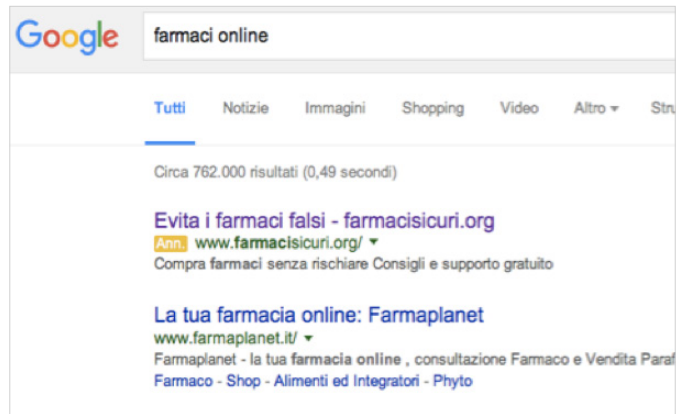 Google farmaci online
Tutti Notizie Immagini Shopping Video Altro
Circa 762.000 risultati (0,49 secondi)
Evita i farmaci falsi - farmacisicuri.org
Ann. www.farmacisicuri.org/
Compra farmaci senza rischiare Consigli e supporto gratuito
La tua farmacia online: Farmaplanet
www.farmaplanet.it/
Farmaplanet - la tua farmacia online , consultazione Farmaco e Vendita
Farmaco - Shop - Alimenti ed Integratori - Phyto